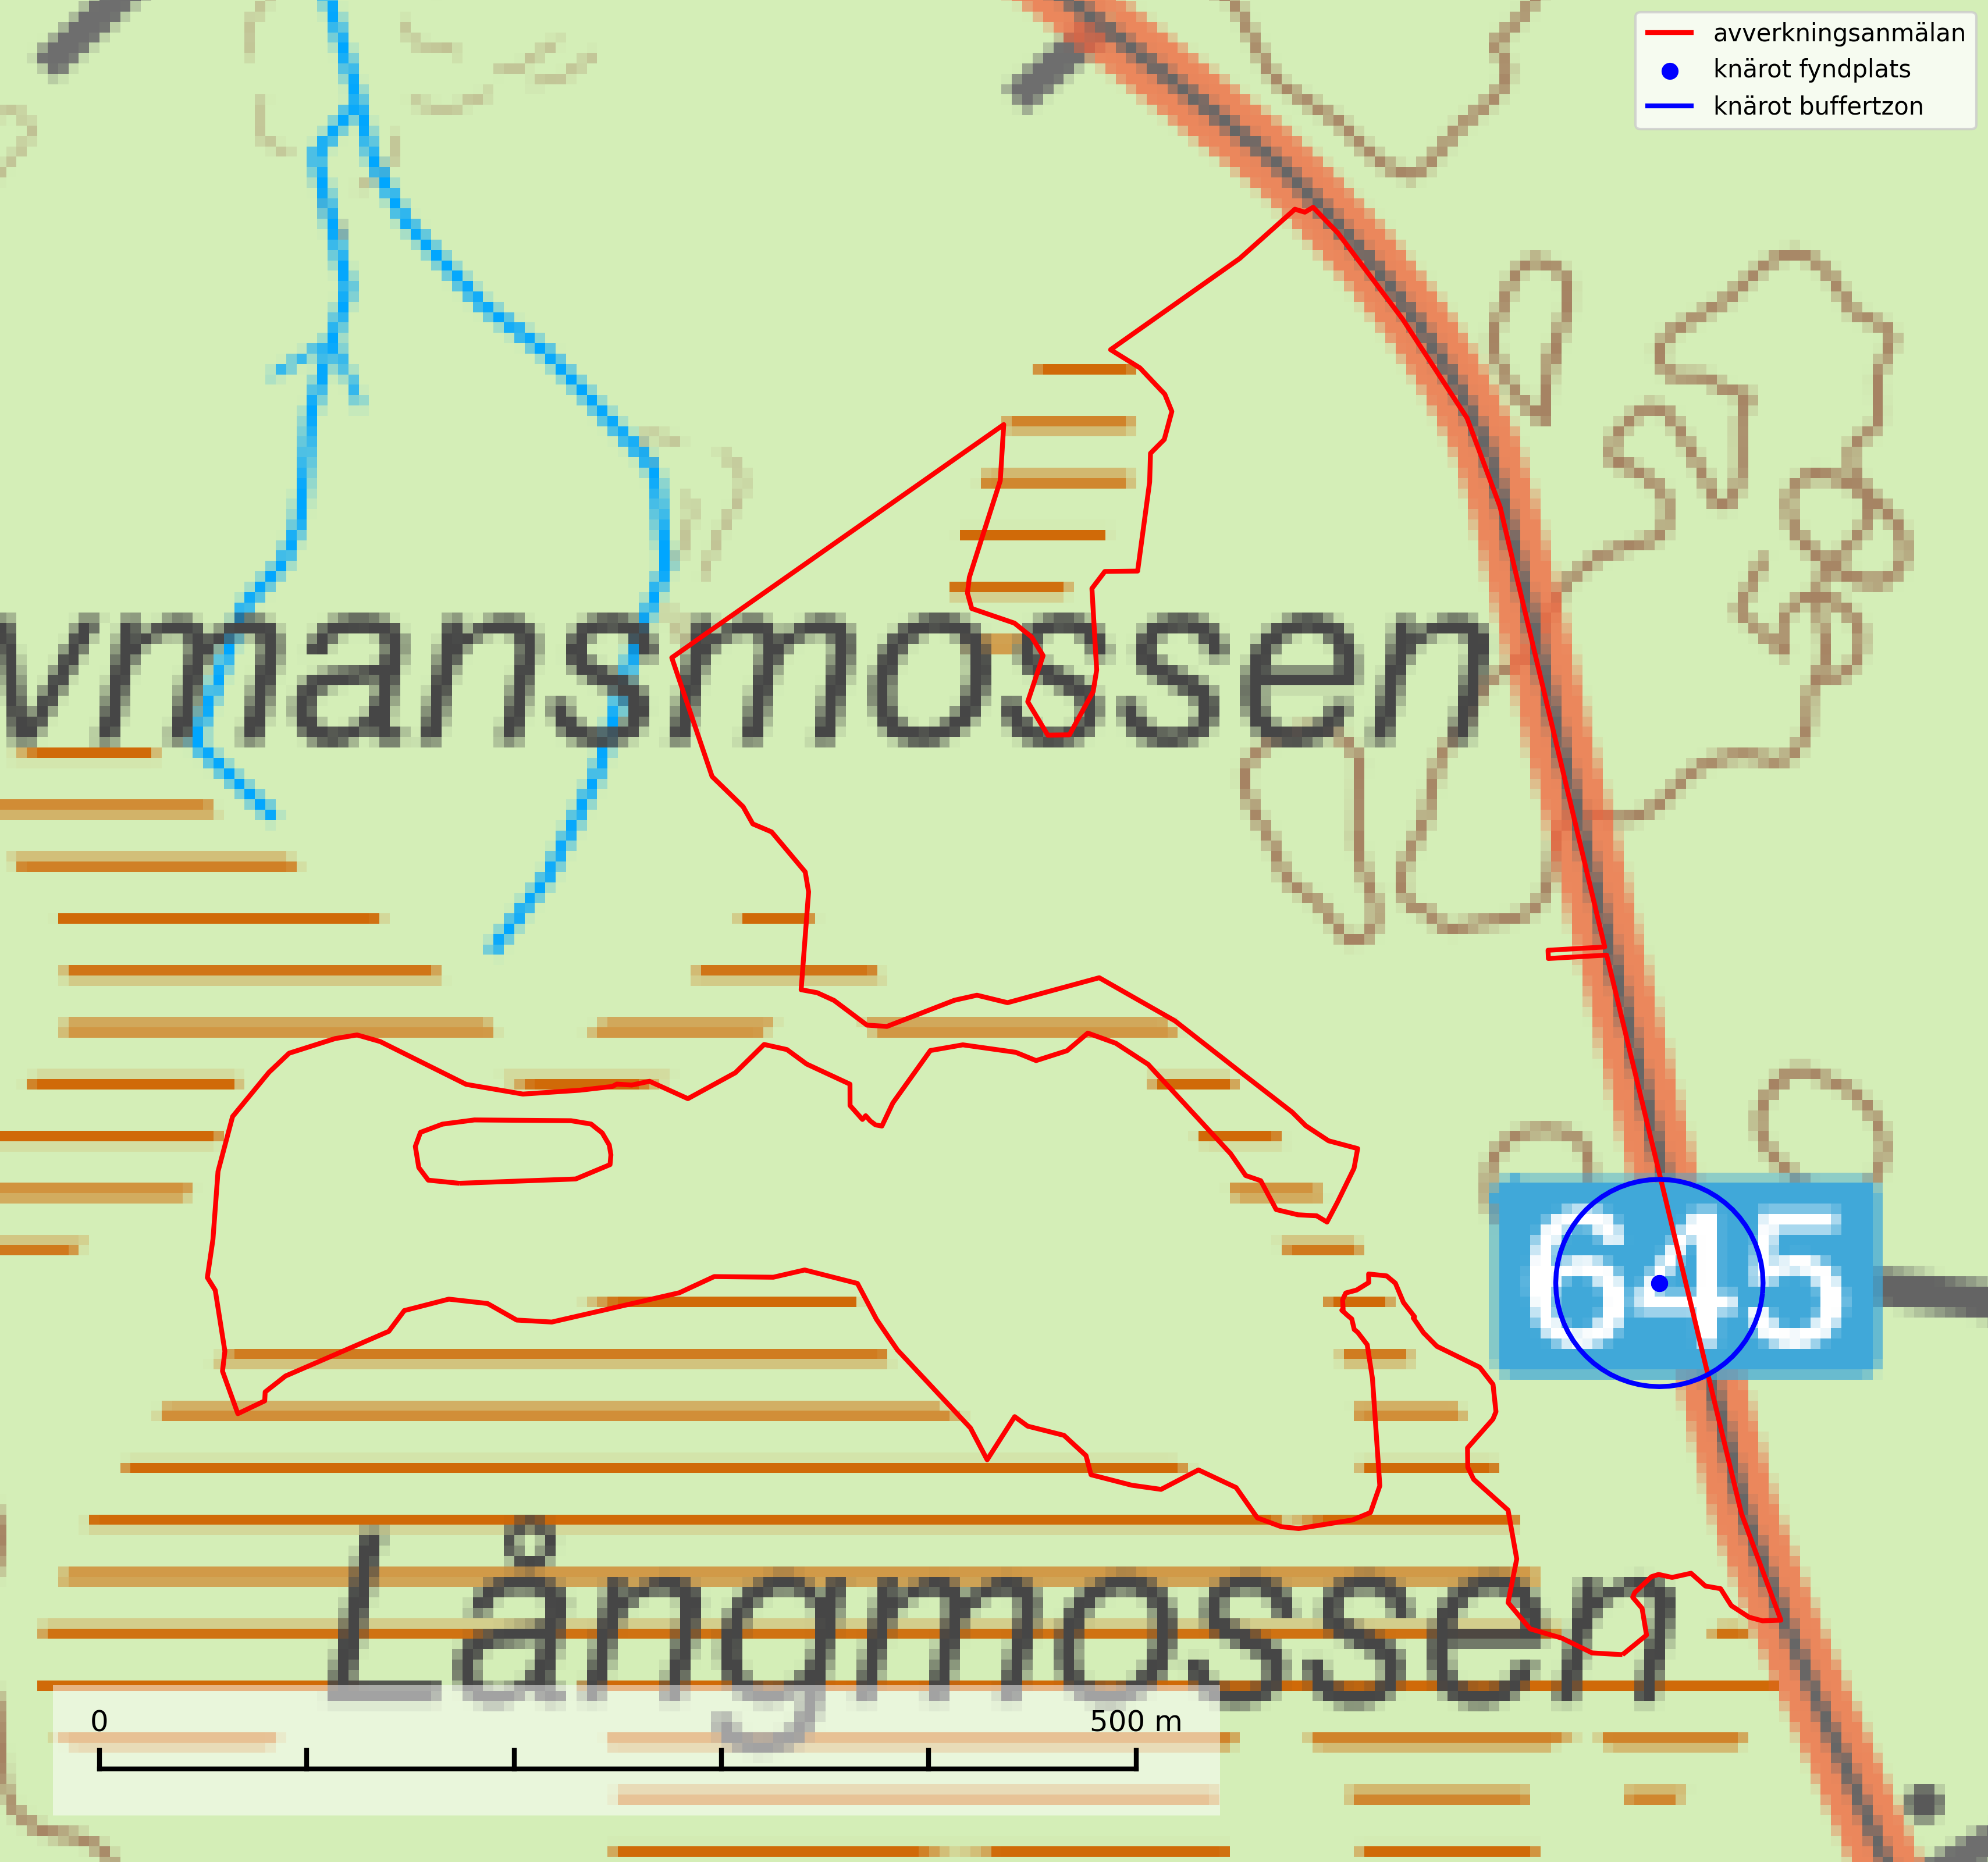 avverkningsanmälan
knärot fyndplats
knärot buffertzon
vmansmossen
645
Långmossen
0 500 m